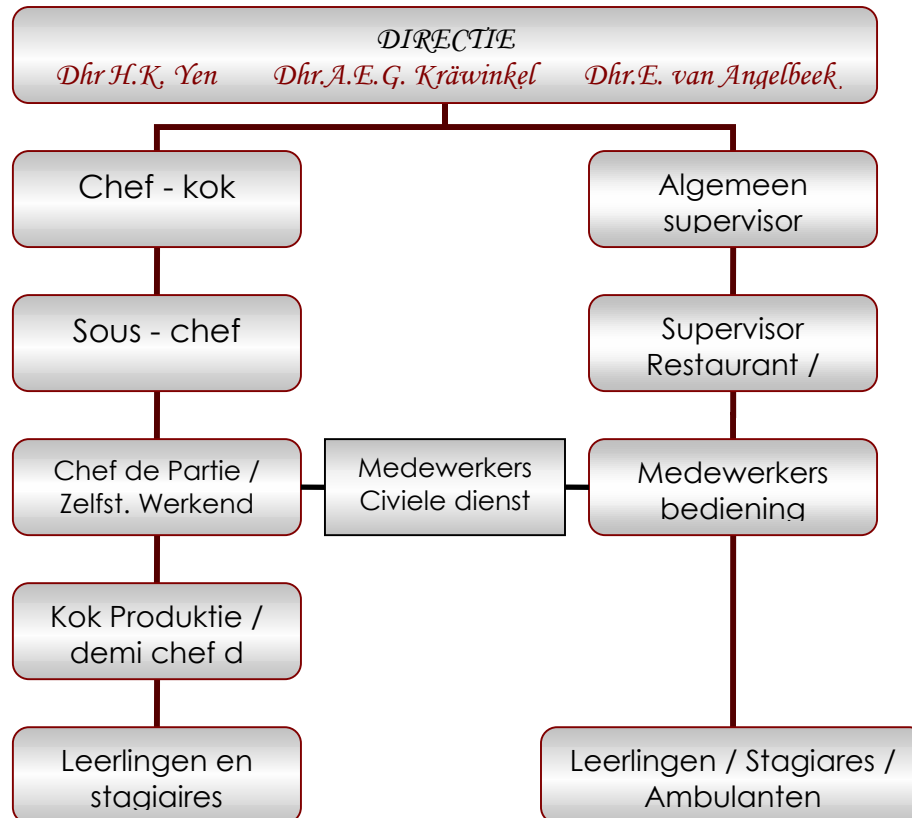 DIRECTIE
Dhr H.K. Yen Dhr.A.E.G. Kräwinkel Dhr.E. van Angelbeek
Chef - kok
Algemeen
supervisor
Sous - chef
Supervisor
Restaurant /
Chef de Partie /
Zelfst. Werkend
Medewerkers
Civiele dienst
Medewerkers
bediening
Kok Produktie /
demi chef d
Leerlingen en
stagiaires
Leerlingen / Stagiares /
Ambulanten